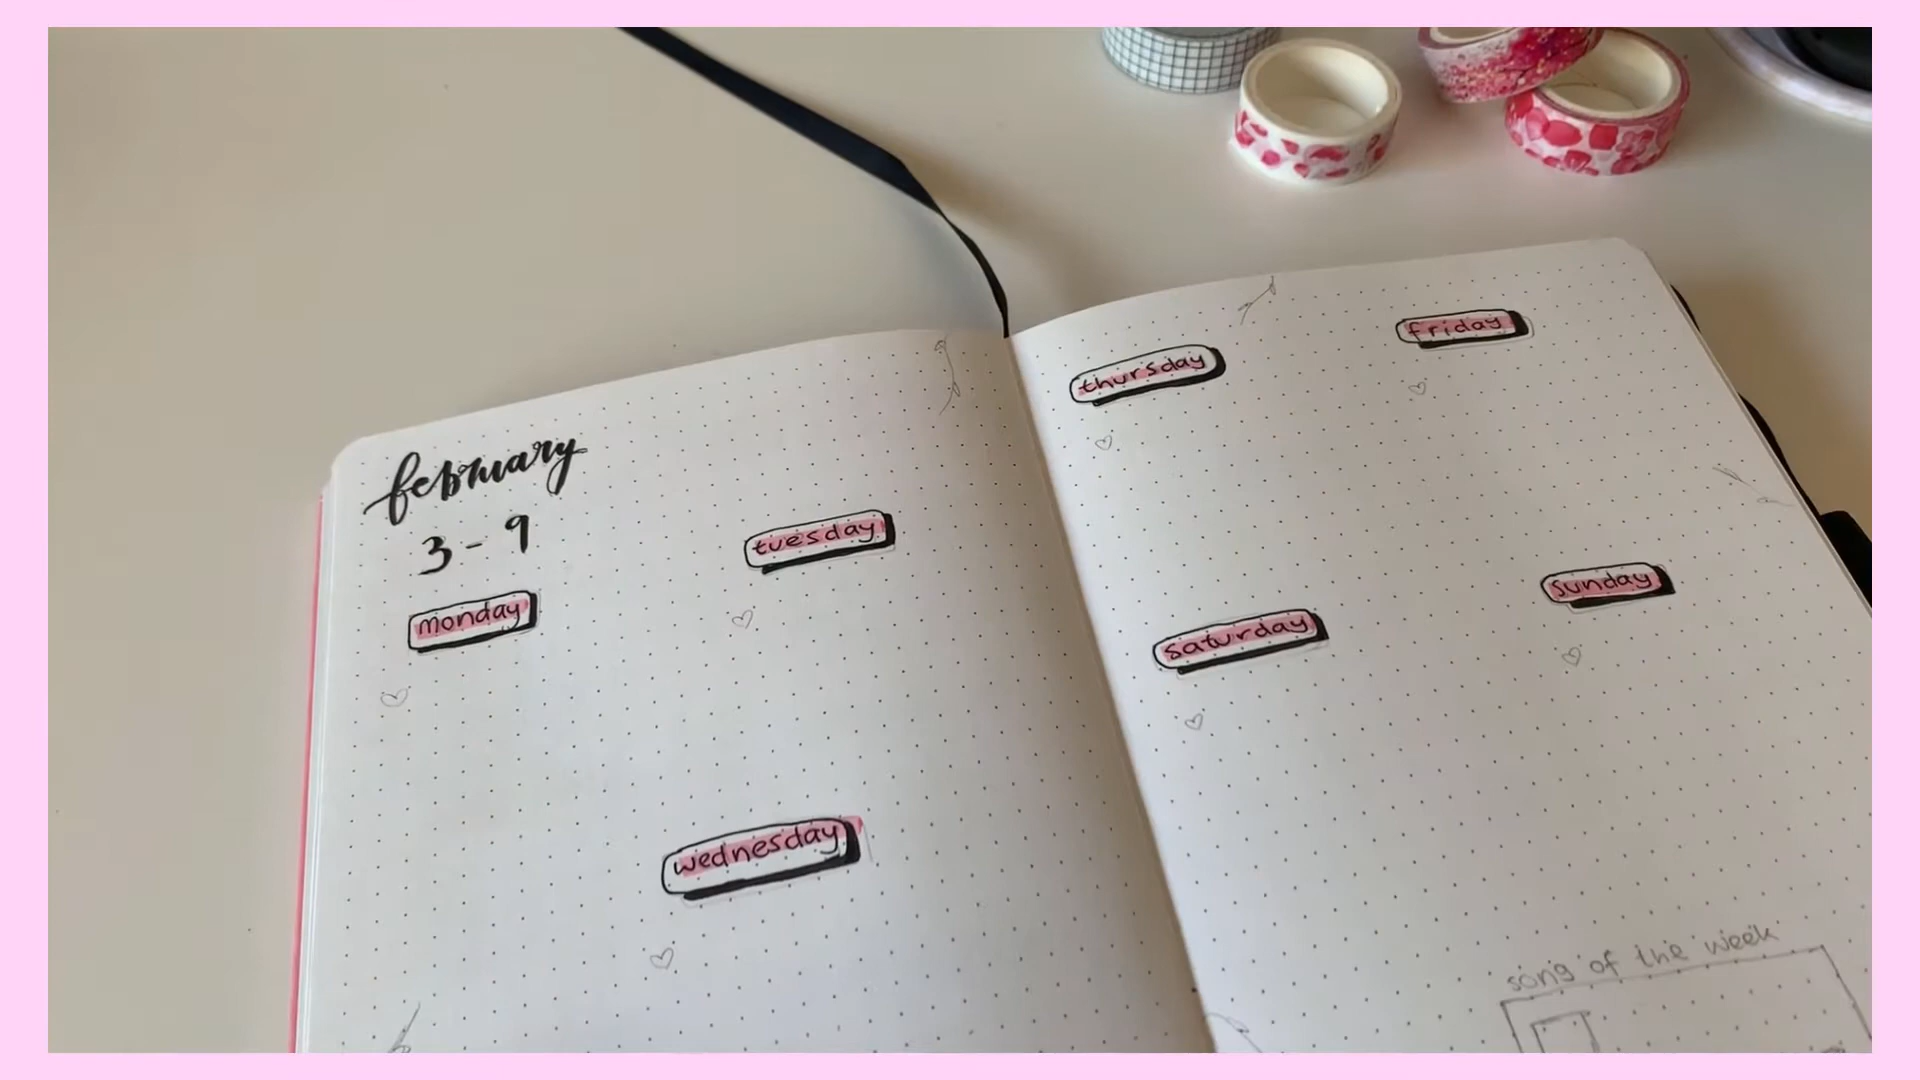 february
3 - 9
monday
tuesday
wednesday
thursday
friday
saturday
sunday
song of the week